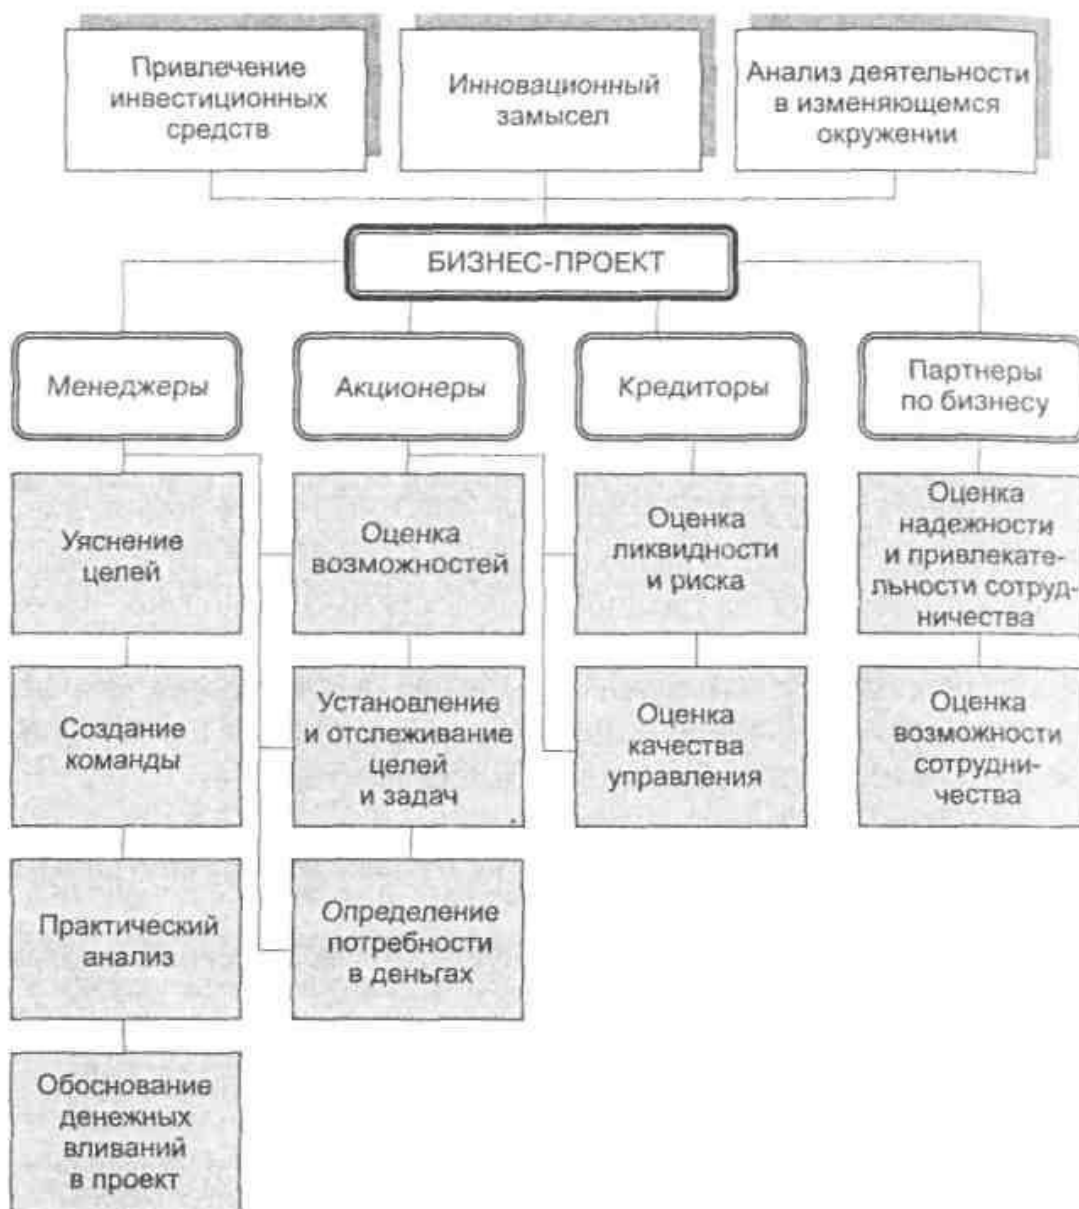 Привлечение
инвестиционных
средств
Инновационный
замысел
Анализ деятельности
в изменяющемся
окружении
БИЗНЕС-ПРОЕКТ
Менеджеры
Акционеры
Кредиторы
Партнеры
по бизнесу
Уяснение
целей
Оценка
возможностей
Оценка
ликвидности
и риска
Оценка
надежности
и привлекате-
льности сотруд-
ничества
Создание
команды
Установление
и отслеживание
целей
и задач
Оценка
качества
управления
Оценка
возможности
сотрудни-
чества
Практический
анализ
Определение
потребности
в деньгах
Обоснование
денежных
вливаний
в проект